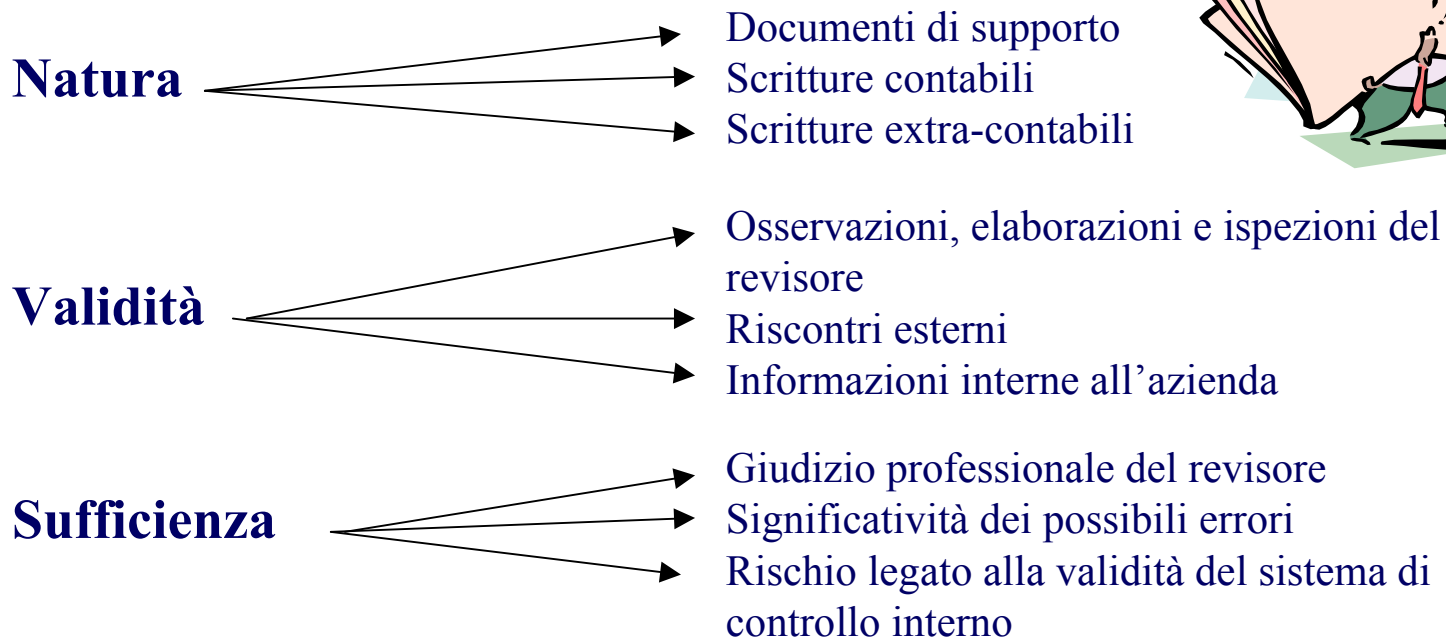 Natura
Documenti di supporto
Scritture contabili
Scritture extra-contabili
Validità
Osservazioni, elaborazioni e ispezioni del
revisore
Riscontri esterni
Informazioni interne all’azienda
Sufficienza
Giudizio professionale del revisore
Significatività dei possibili errori
Rischio legato alla validità del sistema di
controllo interno